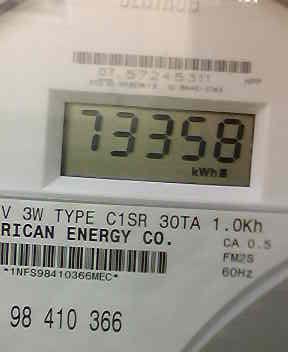 73358
kWh
V 3W TYPE C1SR 30TA 1.0Kh
RICAN ENERGY CO.
CA 0.5
FM2S
60Hz
*1NFS98410366MEC*
98 410 366